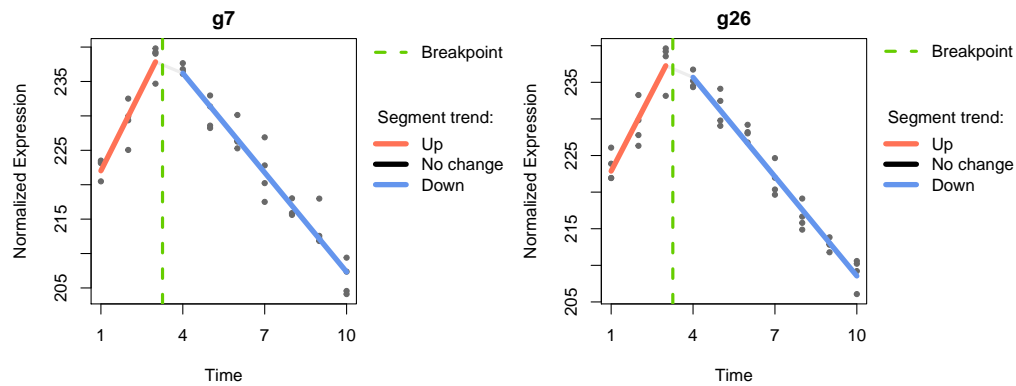 g7
Normalized Expression
235
225
215
205
1 4 7 10
Time
Breakpoint
Segment trend:
Up
No change
Down
g26
Normalized Expression
235
225
215
205
1 4 7 10
Time
Breakpoint
Segment trend:
Up
No change
Down